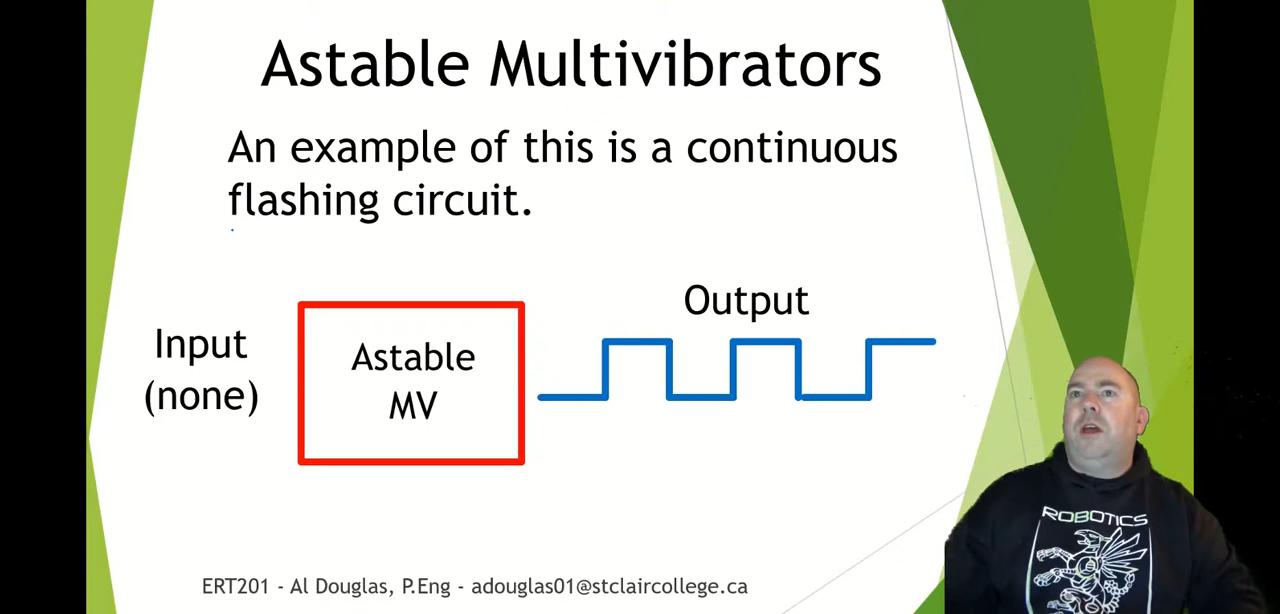 Astable Multivibrators
An example of this is a continuous
flashing circuit.
Output
Input
(none)
Astable
MV
ROBOTICS
ERT201 - Al Douglas, P.Eng - adouglas01@stclaircollege.ca